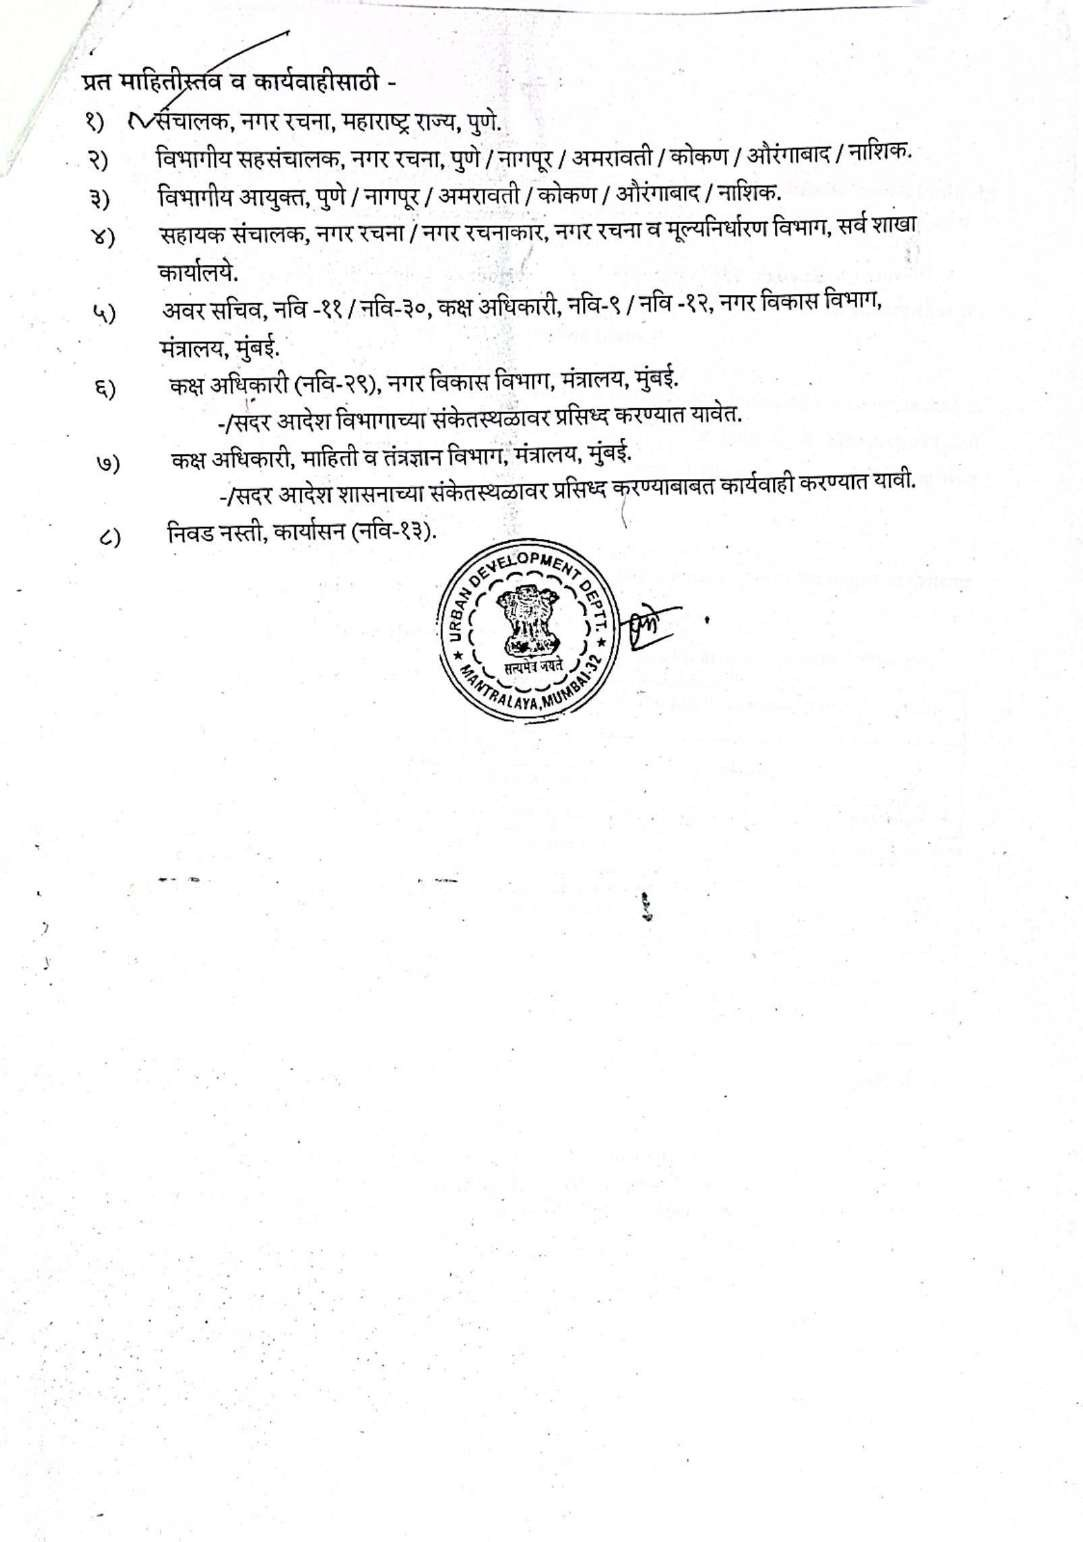 प्रत माहितीस्तव व कार्यवाहीसाठी -
१) संचालक, नगर रचना, महाराष्ट्र राज्य, पुणे.
२) विभागीय सहसंचालक, नगर रचना, पुणे / नागपूर / अमरावती / कोकण / औरंगाबाद / नाशिक.
३) विभागीय आयुक्त, पुणे / नागपूर / अमरावती / कोकण / औरंगाबाद / नाशिक.
४) सहायक संचालक, नगर रचना / नगर रचनाकार, नगर रचना व मूल्यनिर्धारण विभाग, सर्व शाखा
कार्यालये.
५) अवर सचिव, नवि -११ / नवि-३०, कक्ष अधिकारी, नवि-९ / नवि -१२, नगर विकास विभाग,
मंत्रालय, मुंबई.
६) कक्ष अधिकारी (नवि-२९), नगर विकास विभाग, मंत्रालय, मुंबई.
-/सदर आदेश विभागाच्या संकेतस्थळावर प्रसिध्द करण्यात यावेत.
७) कक्ष अधिकारी, माहिती व तंत्रज्ञान विभाग, मंत्रालय, मुंबई.
-/सदर आदेश शासनाच्या संकेतस्थळावर प्रसिध्द करण्याबाबत कार्यवाही करण्यात यावी.
८) निवड नस्ती, कार्यासन (नवि-१३).
URBAN DEVELOPMENT DEPTT.
सत्यमेव जयते
★ MANTRALAYA, MUMBAI-32 ★